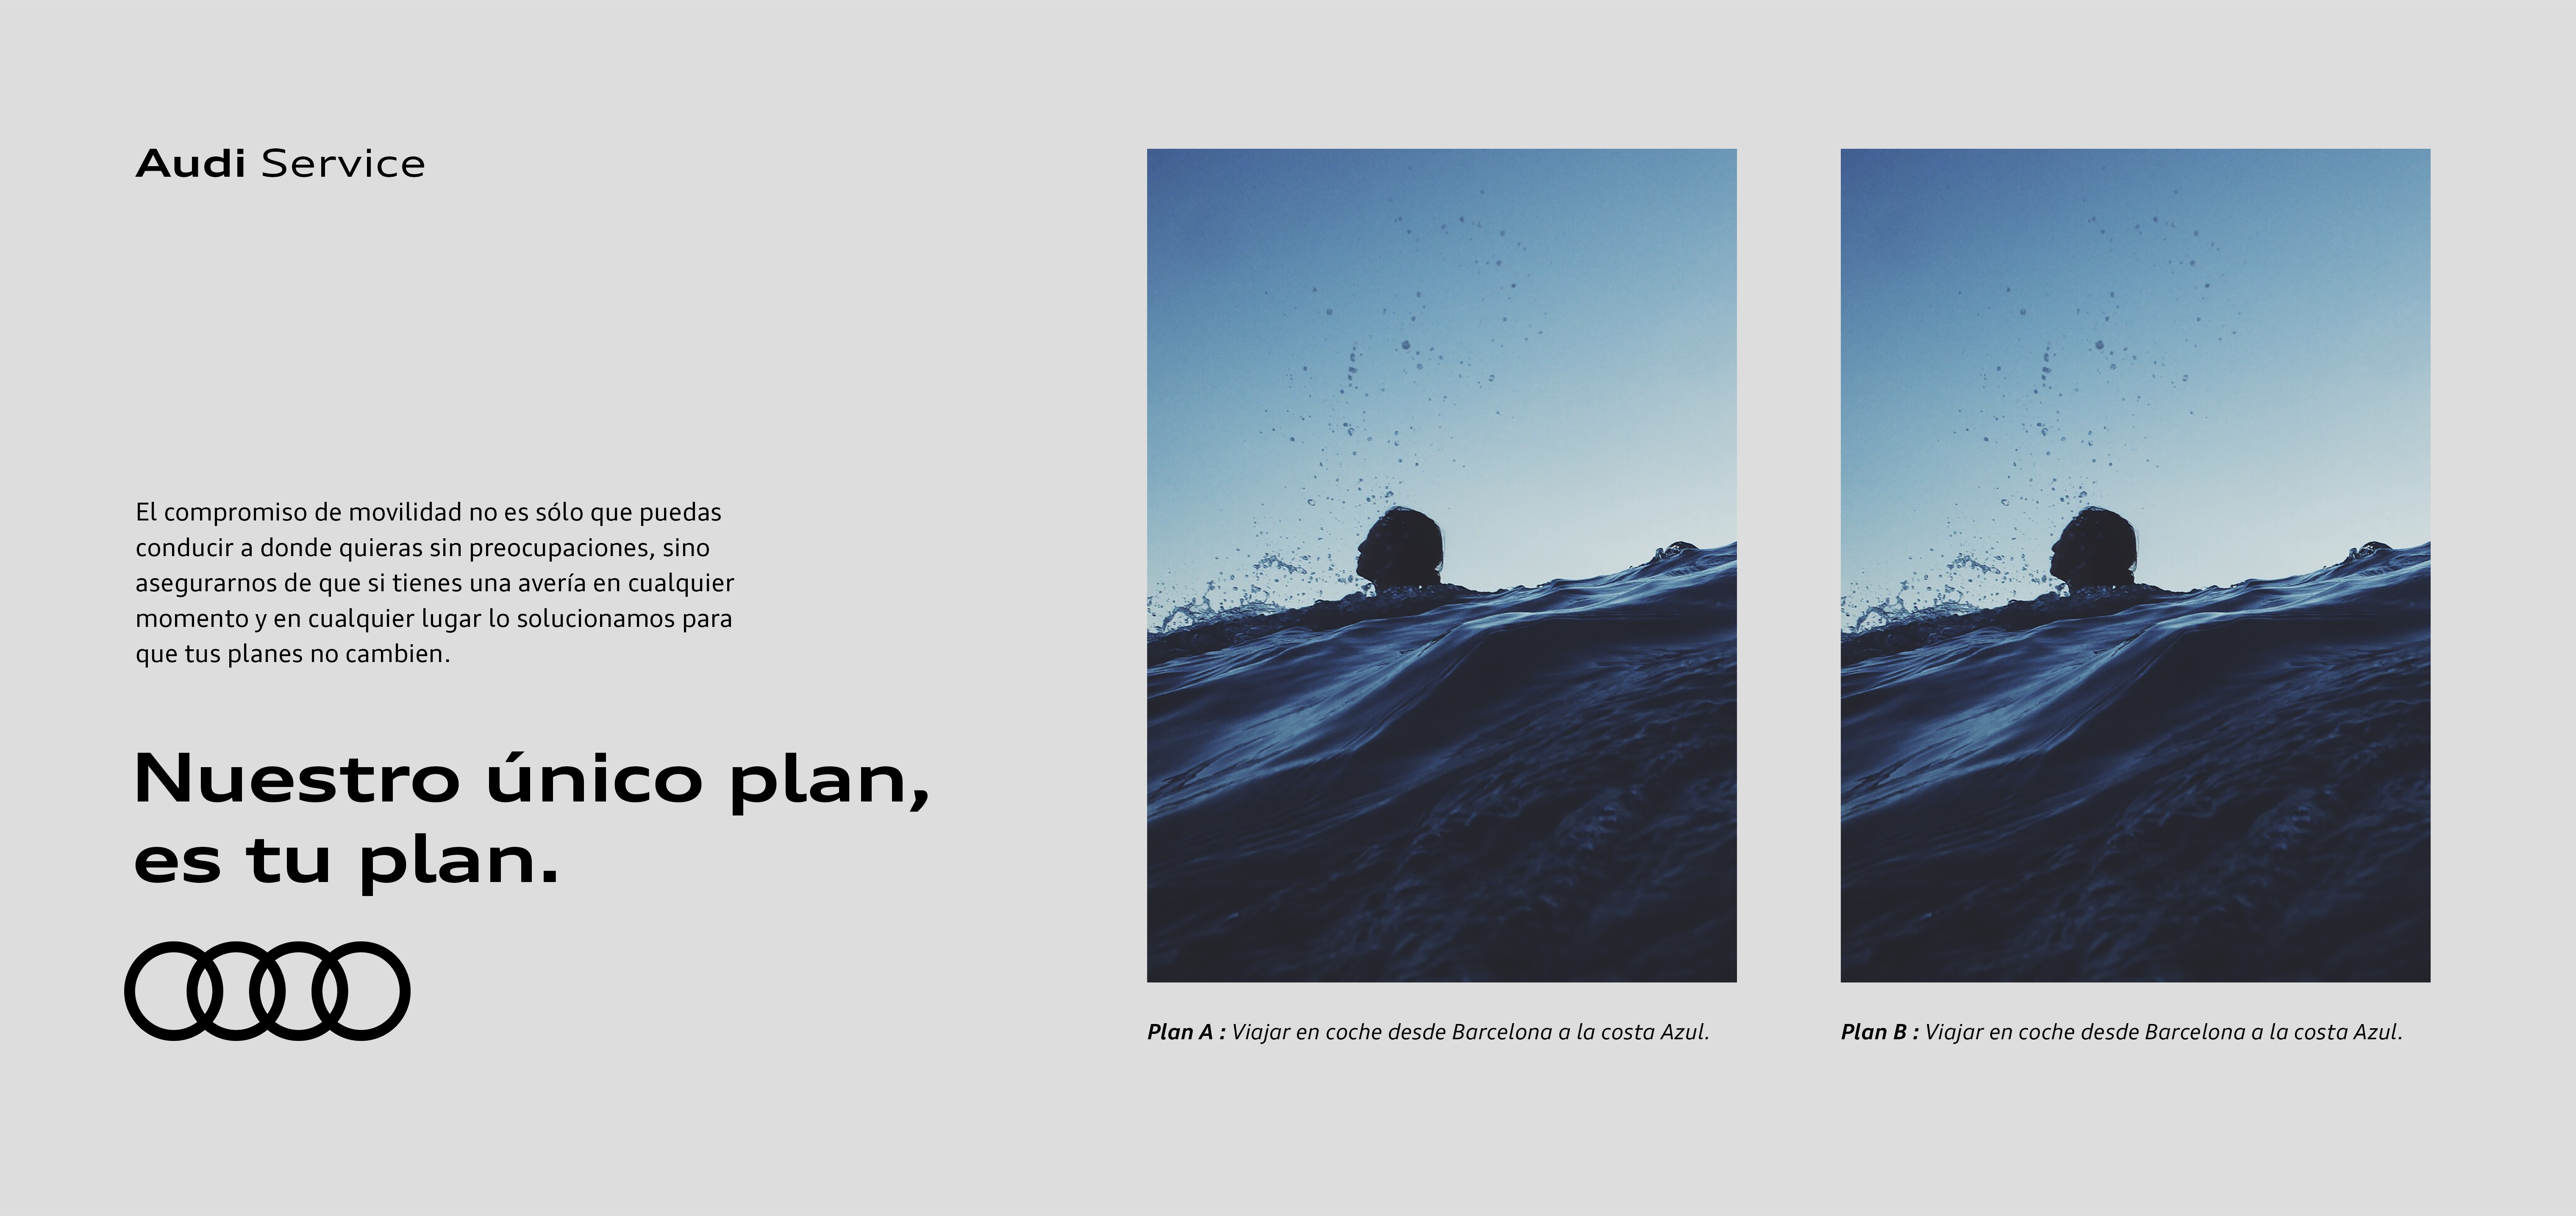 Audi Service
El compromiso de movilidad no es sólo que puedas
conducir a donde quieras sin preocupaciones, sino
asegurarnos de que si tienes una avería en cualquier
momento y en cualquier lugar lo solucionamos para
que tus planes no cambien.
Nuestro único plan,
es tu plan.
Plan A : Viajar en coche desde Barcelona a la costa Azul.
Plan B : Viajar en coche desde Barcelona a la costa Azul.